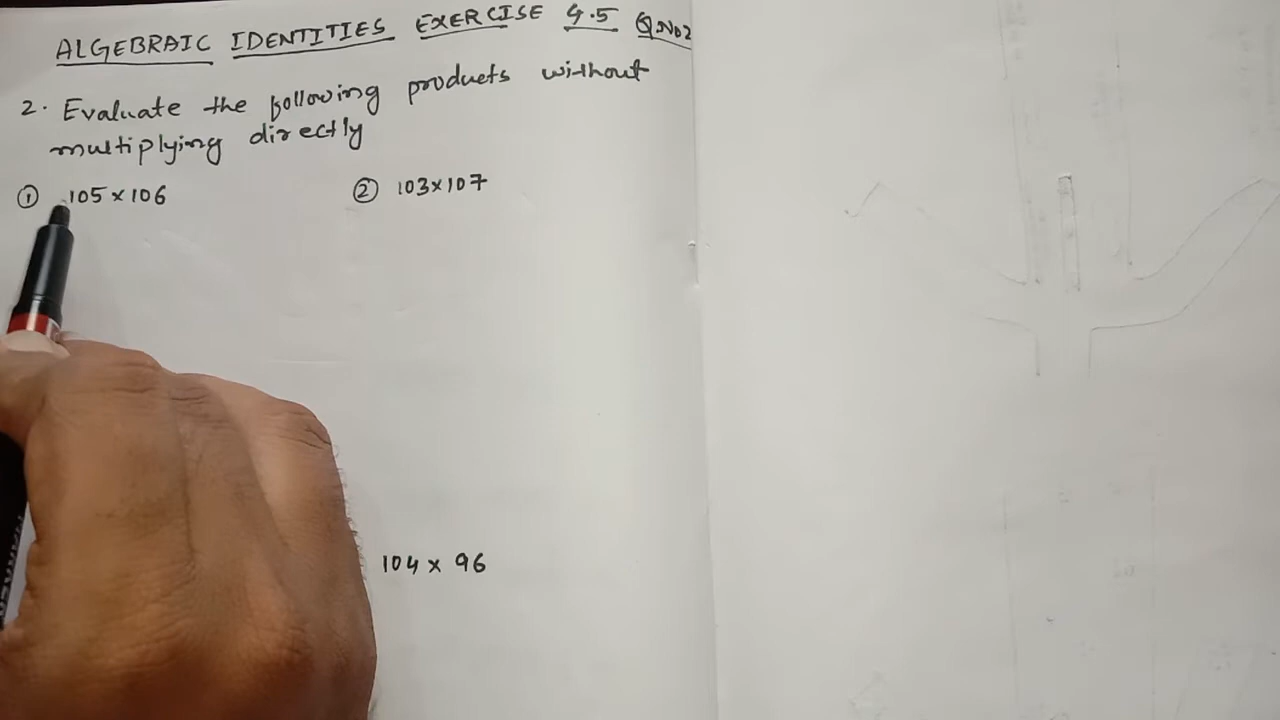 ALGEBRAIC IDENTITIES EXERCISE 4.5 Q.No2
2. Evaluate the following products without
multiplying directly
① 105×106
② 103×107
104 × 96